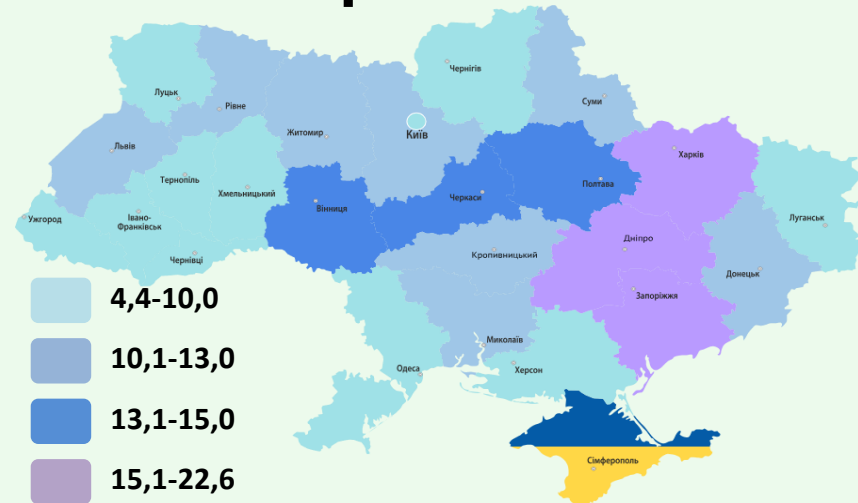 Луцьк
Рівне
Житомир
Київ
Чернігів
Суми
Львів
Тернопіль
Хмельницький
Вінниця
Черкаси
Полтава
Харків
Луганськ
Ужгород
Івано-
Франківськ
Чернівці
Кропивницький
Дніпро
Донецьк
Запоріжжя
Миколаїв
Одеса
Херсон
Сімферополь
4,4-10,0
10,1-13,0
13,1-15,0
15,1-22,6